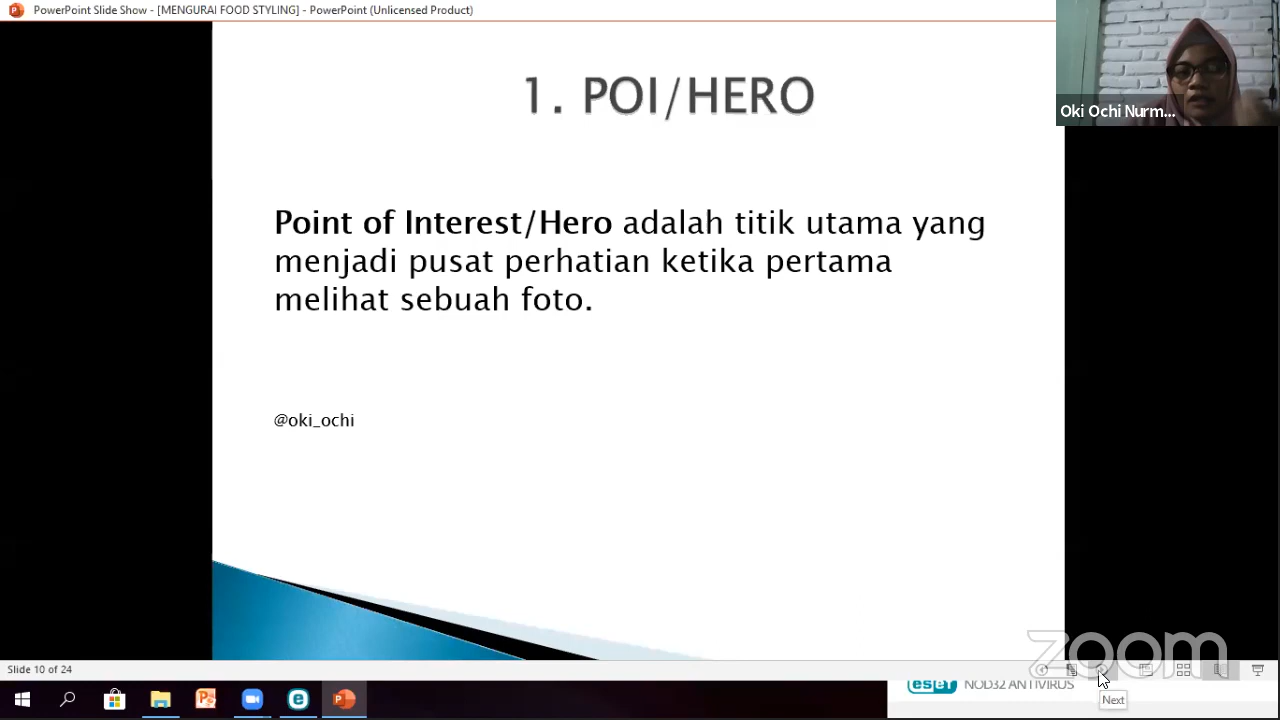 PowerPoint Slide Show - [MENGURAI FOOD STYLING] - PowerPoint (Unlicensed Product)
Oki Ochi Nurm...
1. POI/HERO
Point of Interest/Hero adalah titik utama yang
menjadi pusat perhatian ketika pertama
melihat sebuah foto.
@oki_ochi
zoom
Slide 10 of 24
eset NOD32 ANTIVIRUS
Next